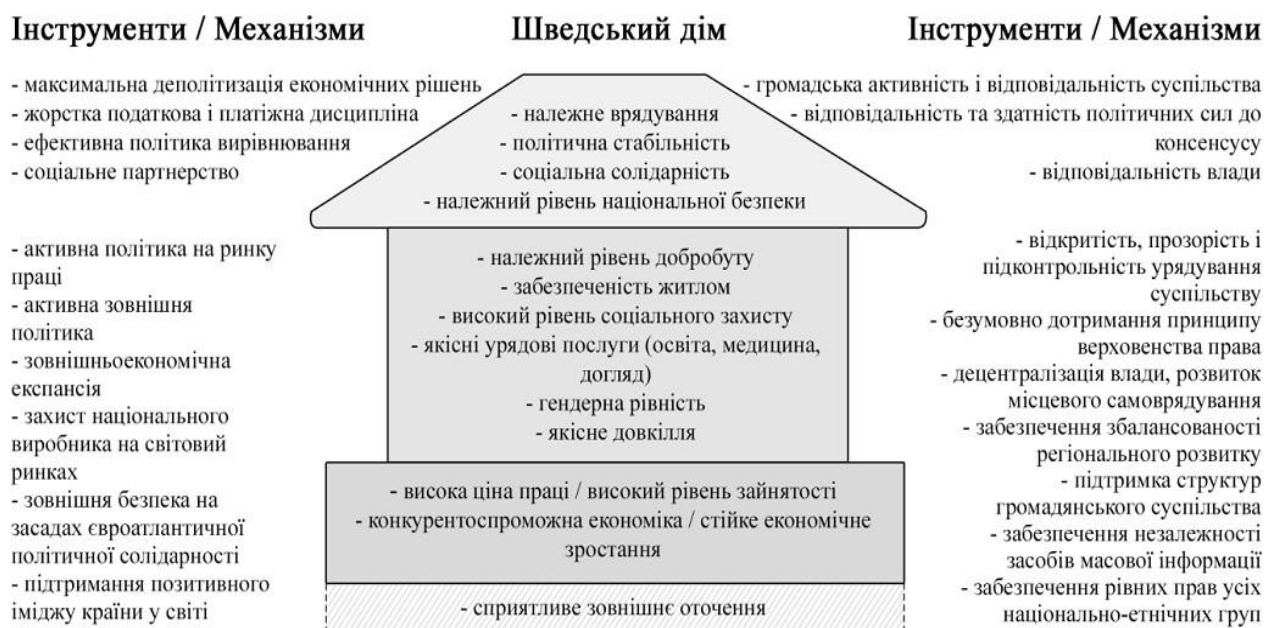 Інструменти / Механізми
Шведський дім
Інструменти / Механізми
- максимальна деполітизація економічних рішень
- жорстка податкова і платіжна дисципліна
- ефективна політика вирівнювання
- соціальне партнерство
- активна політика на ринку
праці
- активна зовнішня
політика
- зовнішньоекономічна
експансія
- захист національного
виробника на світовий
ринках
- зовнішня безпека на
засадах євроатлантичної
політичної солідарності
- підтримання позитивного
іміджу країни у світі
- належне врядування
- політична стабільність
- соціальна солідарність
- належний рівень національної безпеки
- належний рівень добробуту
- забезпеченість житлом
- високий рівень соціального захисту
- якісні урядові послуги (освіта, медицина,
догляд)
- гендерна рівність
- якісне довкілля
- висока ціна праці / високий рівень зайнятості
- конкурентоспроможна економіка / стійке економічне
зростання
- сприятливе зовнішнє оточення
- громадська активність і відповідальність суспільства
- відповідальність та здатність політичних сил до
консенсусу
- відповідальність влади
- відкритість, прозорість і
підконтрольність урядування
суспільству
- безумовно дотримання принципу
верховенства права
- децентралізація влади, розвиток
місцевого самоврядування
- забезпечення збалансованості
регіонального розвитку
- підтримка структур
громадянського суспільства
- забезпечення незалежності
засобів масової інформації
- забезпечення рівних прав усіх
національно-етнічних груп